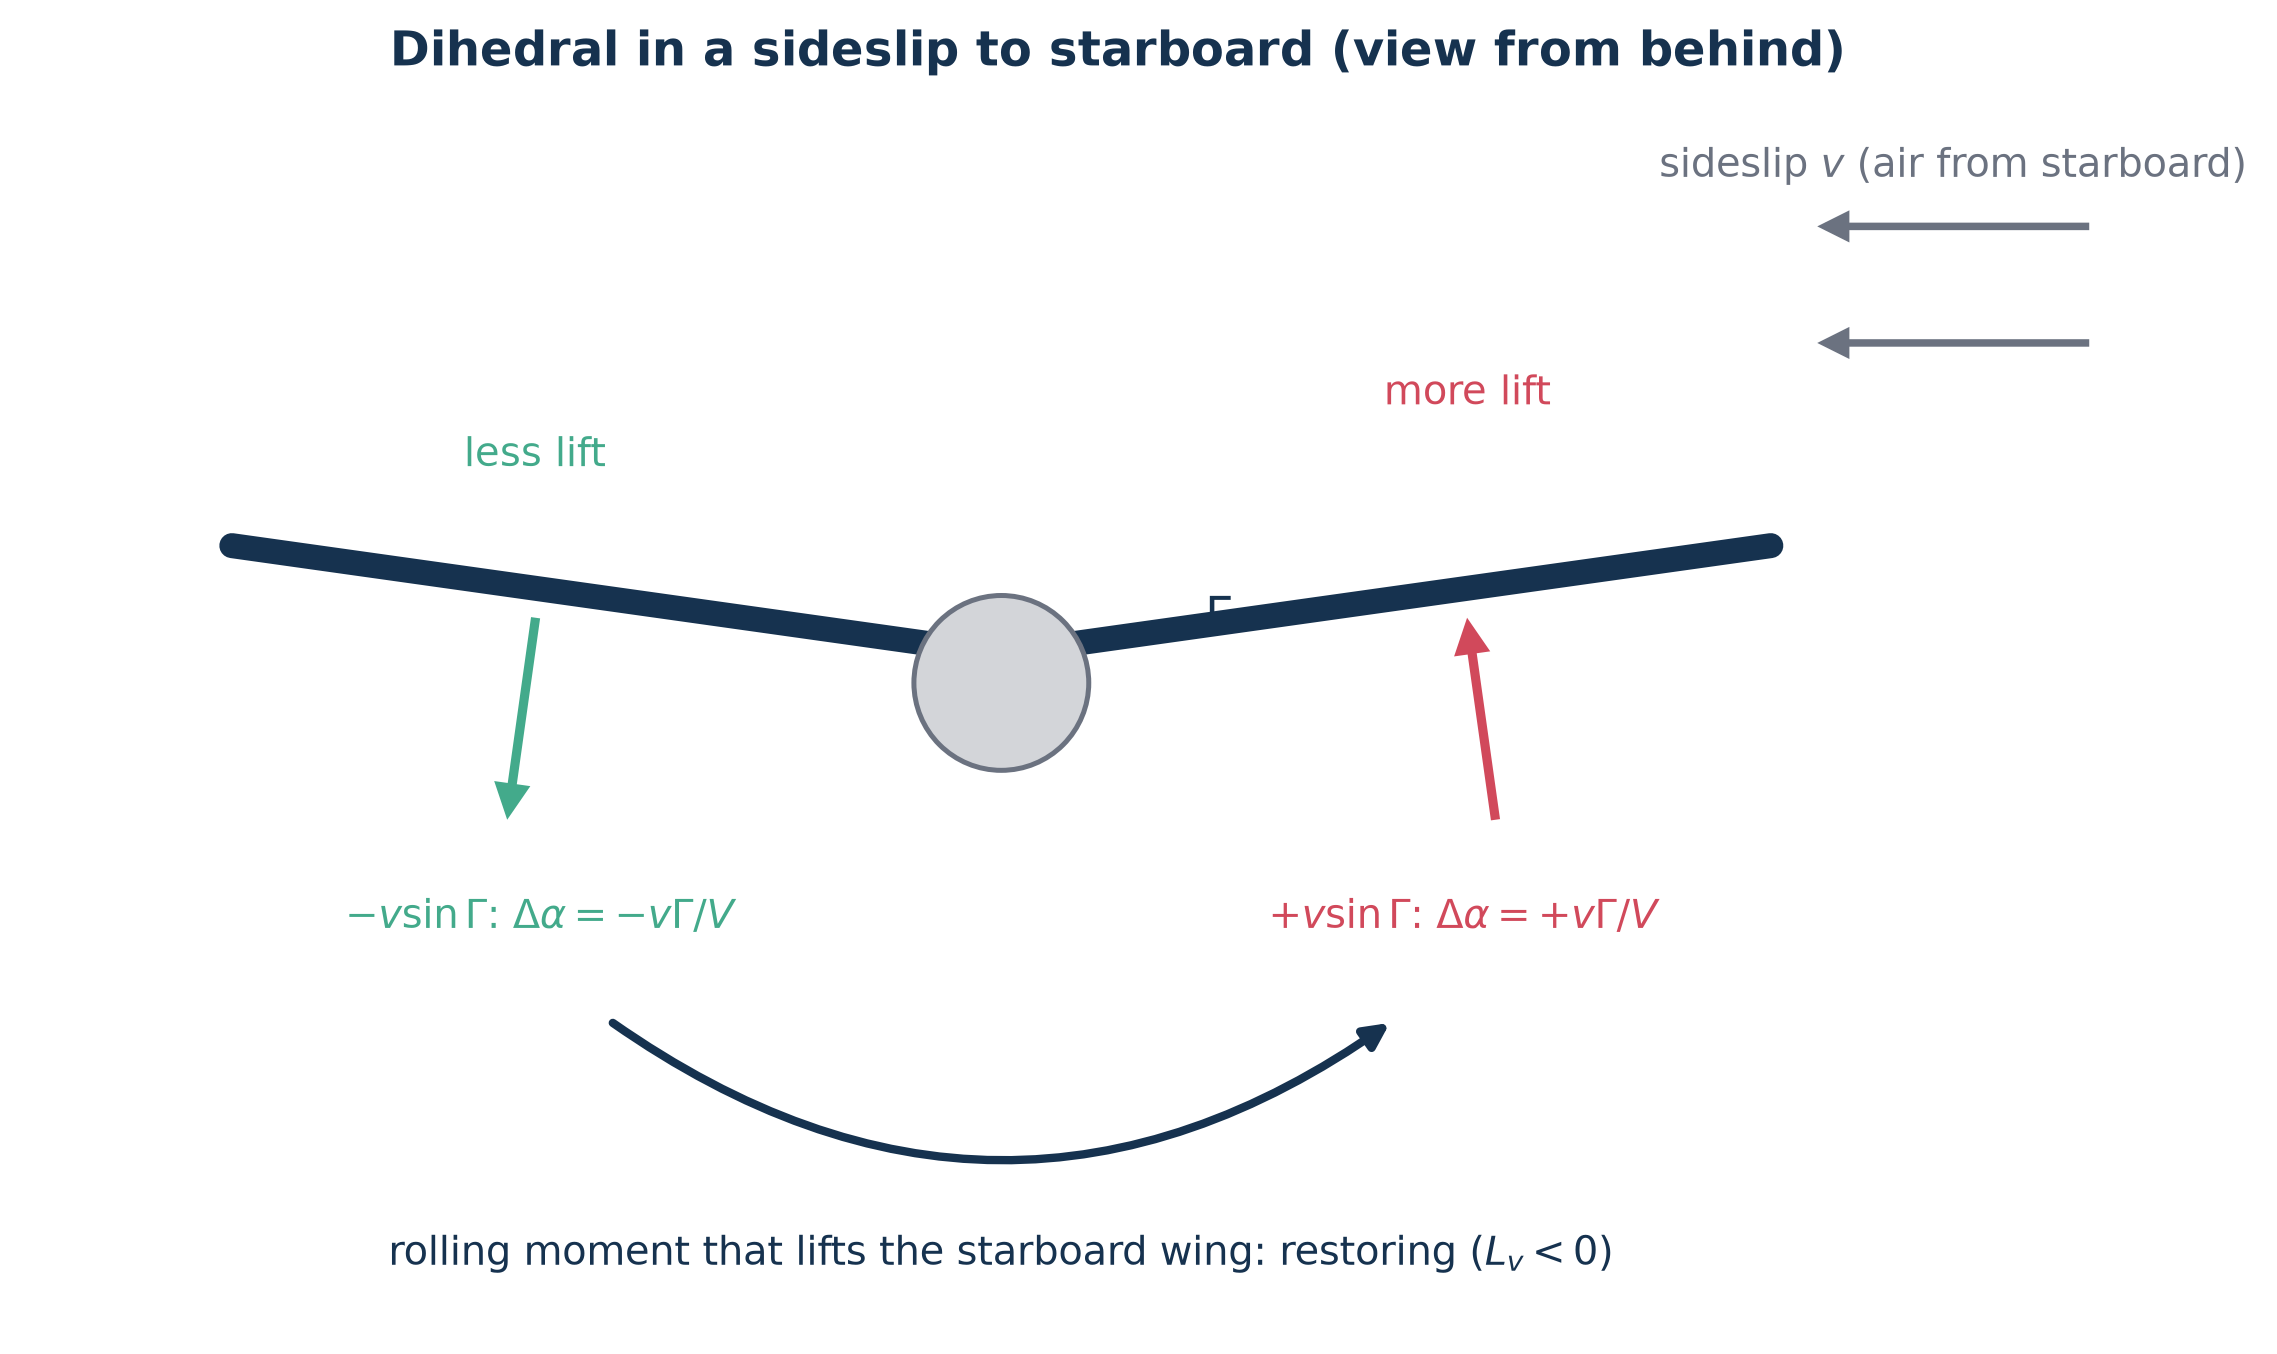 Dihedral in a sideslip to starboard (view from behind)
sideslip v (air from starboard)
more lift
less lift
Γ
−v sin Γ: Δα = −vΓ/V
+v sin Γ: Δα = +vΓ/V
rolling moment that lifts the starboard wing: restoring (Lᵥ < 0)